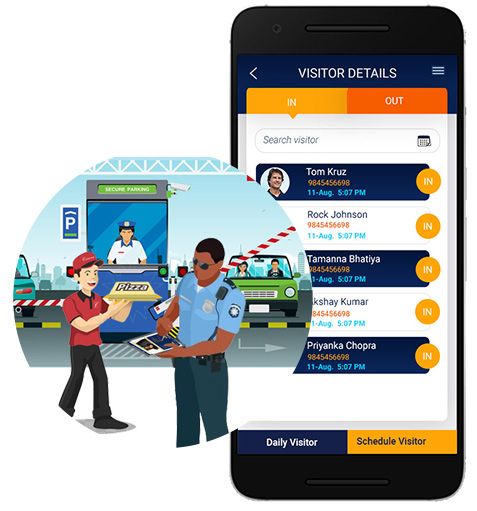 VISITOR DETAILS
IN
OUT
Search visitor
Tom Kruz
9845456698
11-Aug. 5:07 PM
IN
Rock Johnson
9845456698
11-Aug. 5:07 PM
IN
Tamanna Bhatiya
9845456698
11-Aug. 5:07 PM
IN
Akshay Kumar
9845456698
11-Aug. 5:07 PM
IN
Priyanka Chopra
9845456698
11-Aug. 5:07 PM
IN
Daily Visitor
Schedule Visitor
SECURE PARKING
P
Pizza